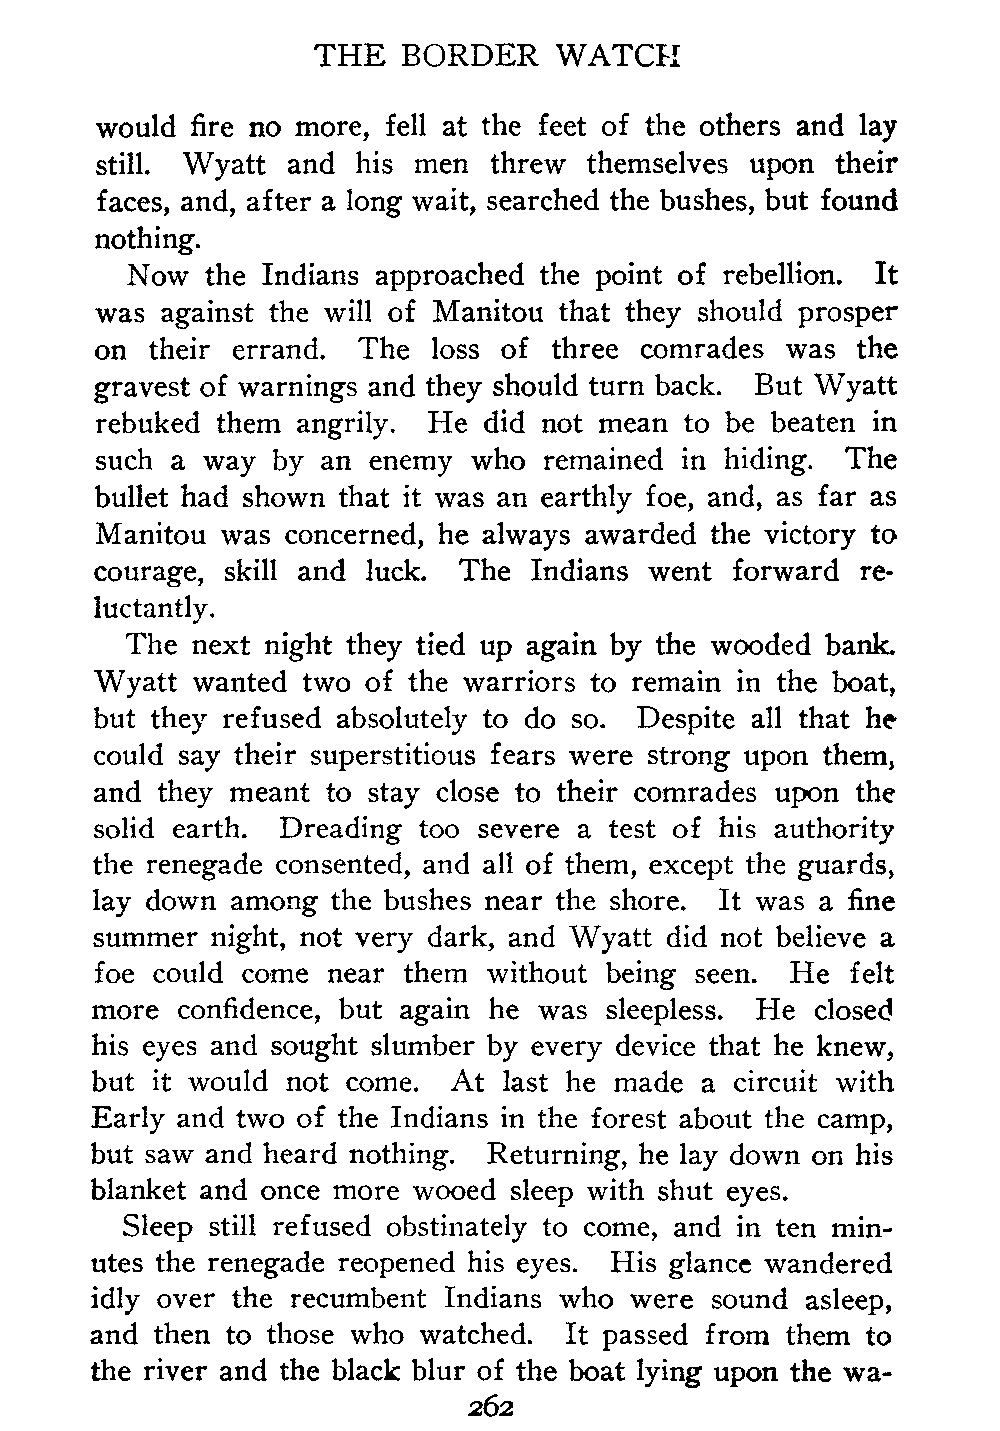 THE BORDER WATCH
would fire no more, fell at the feet of the others and lay
still. Wyatt and his men threw themselves upon their
faces, and, after a long wait, searched the bushes, but found
nothing.
Now the Indians approached the point of rebellion. It
was against the will of Manitou that they should prosper
on their errand. The loss of three comrades was the
gravest of warnings and they should turn back. But Wyatt
rebuked them angrily. He did not mean to be beaten in
such a way by an enemy who remained in hiding. The
bullet had shown that it was an earthly foe, and, as far as
Manitou was concerned, he always awarded the victory to
courage, skill and luck. The Indians went forward re-
luctantly.
The next night they tied up again by the wooded bank.
Wyatt wanted two of the warriors to remain in the boat,
but they refused absolutely to do so. Despite all that he
could say their superstitious fears were strong upon them,
and they meant to stay close to their comrades upon the
solid earth. Dreading too severe a test of his authority
the renegade consented, and all of them, except the guards,
lay down among the bushes near the shore. It was a fine
summer night, not very dark, and Wyatt did not believe a
foe could come near them without being seen. He felt
more confidence, but again he was sleepless. He closed
his eyes and sought slumber by every device that he knew,
but it would not come. At last he made a circuit with
Early and two of the Indians in the forest about the camp,
but saw and heard nothing. Returning, he lay down on his
blanket and once more wooed sleep with shut eyes.
Sleep still refused obstinately to come, and in ten min-
utes the renegade reopened his eyes. His glance wandered
idly over the recumbent Indians who were sound asleep,
and then to those who watched. It passed from them to
the river and the black blur of the boat lying upon the wa-
262